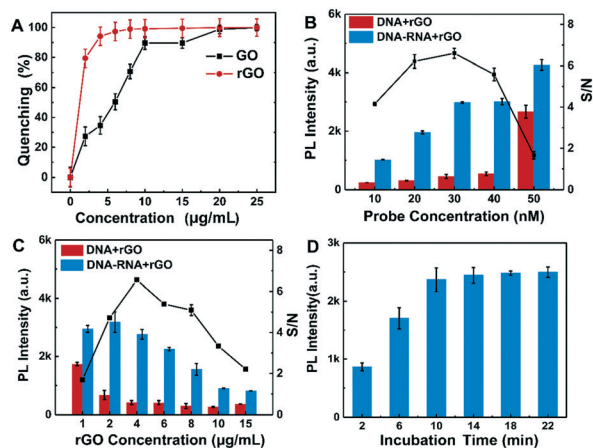 A
Quenching (%)
100
80
60
40
20
0
GO
rGO
0 5 10 15 20 25
Concentration (μg/mL)
B
PL Intensity (a.u.)
6k
4k
2k
0
DNA+rGO
DNA-RNA+rGO
8
6
4
2
0
S/N
10 20 30 40 50
Probe Concentration (nM)
C
PL Intensity (a.u.)
6k
4k
2k
0
DNA+rGO
DNA-RNA+rGO
8
6
4
2
0
S/N
1 2 4 6 8 10 15
rGO Concentration (μg/mL)
D
PL Intensity(a.u.)
3k
2k
1k
2 6 10 14 18 22
Incubation Time (min)